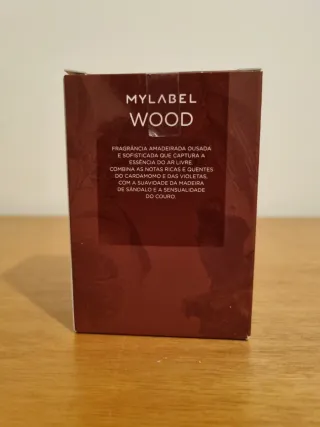 MYLABEL
WOOD
FRAGRÂNCIA AMADEIRADA OUSADA
E SOFISTICADA QUE CAPTURA A
ESSÊNCIA DO AR LIVRE.
COMBINA AS NOTAS RICAS E QUENTES
DO CARDAMOMO E DAS VIOLETAS,
COM A SUAVIDADE DA MADEIRA
DE SÂNDALO E A SENSUALIDADE
DO COURO.